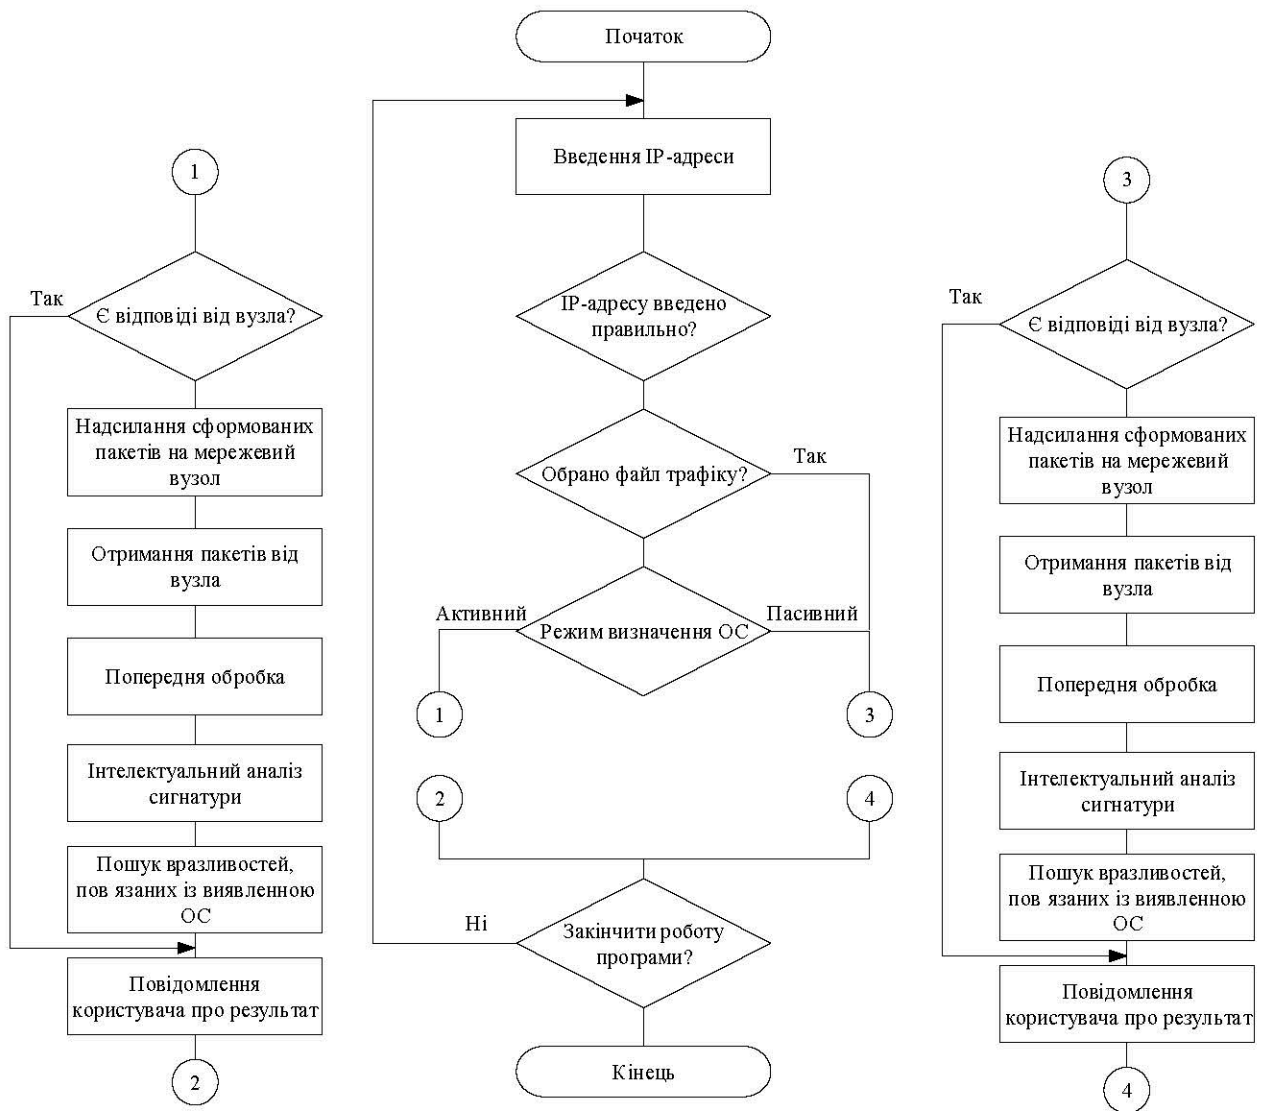 Початок
Введення IP-адреси
IP-адресу введено
правильно?
Обрано файл трафіку?
Так
Режим визначення ОС
Активний
Пасивний
1
3
2
4
Закінчити роботу
програми?
Ні
Кінець
1
Є відповіді від вузла?
Так
Надсилання сформованих
пакетів на мережевий
вузол
Отримання пакетів від
вузла
Попередня обробка
Інтелектуальний аналіз
сигнатури
Пошук вразливостей,
пов язаних із виявленною
ОС
Повідомлення
користувача про результат
2
3
Є відповіді від вузла?
Так
Надсилання сформованих
пакетів на мережевий
вузол
Отримання пакетів від
вузла
Попередня обробка
Інтелектуальний аналіз
сигнатури
Пошук вразливостей,
пов язаних із виявленною
ОС
Повідомлення
користувача про результат
4